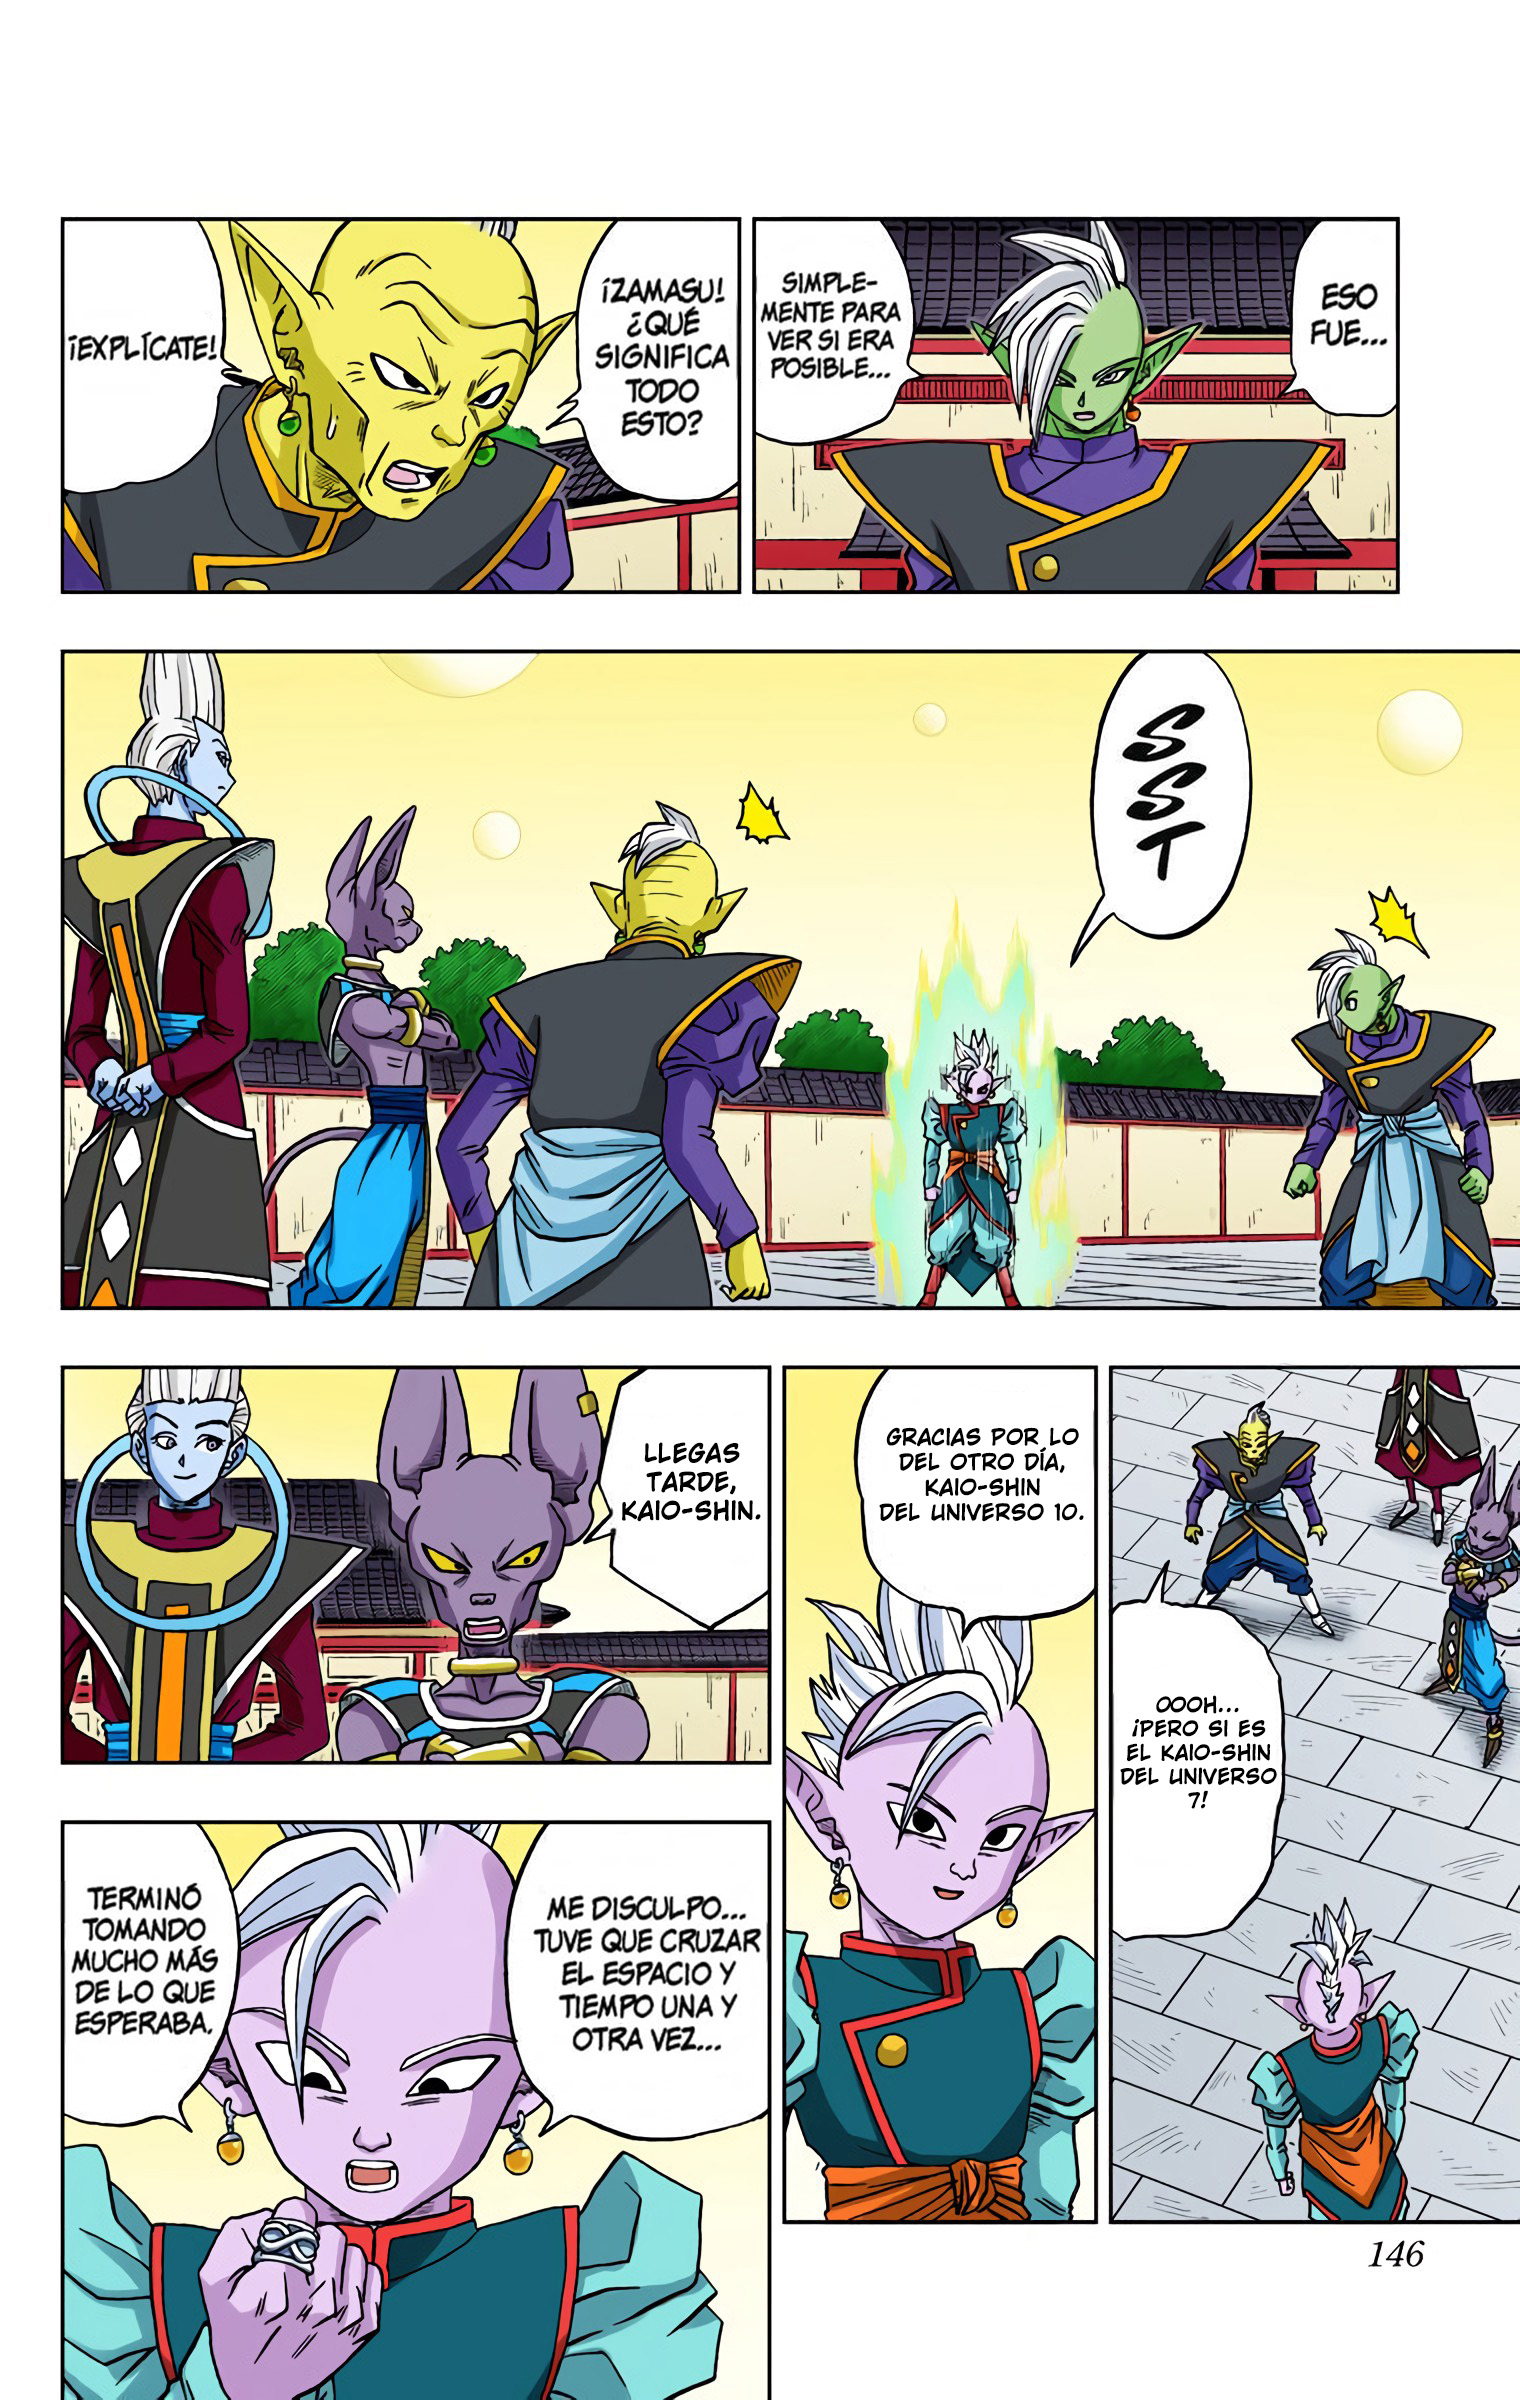 ESO
FUE...
SIMPLE-
MENTE PARA
VER SI ERA
POSIBLE...
¡ZAMASU!
¿QUÉ
SIGNIFICA
TODO
ESTO?
¡EXPLÍCATE!
SST
OOOH...
¡PERO SI ES
EL KAIO-SHIN
DEL UNIVERSO
7!
GRACIAS POR LO
DEL OTRO DÍA,
KAIO-SHIN
DEL UNIVERSO 10.
LLEGAS
TARDE,
KAIO-SHIN.
ME DISCULPO...
TUVE QUE CRUZAR
EL ESPACIO Y
TIEMPO UNA Y
OTRA VEZ...
TERMINÓ
TOMANDO
MUCHO MÁS
DE LO QUE
ESPERABA.
146